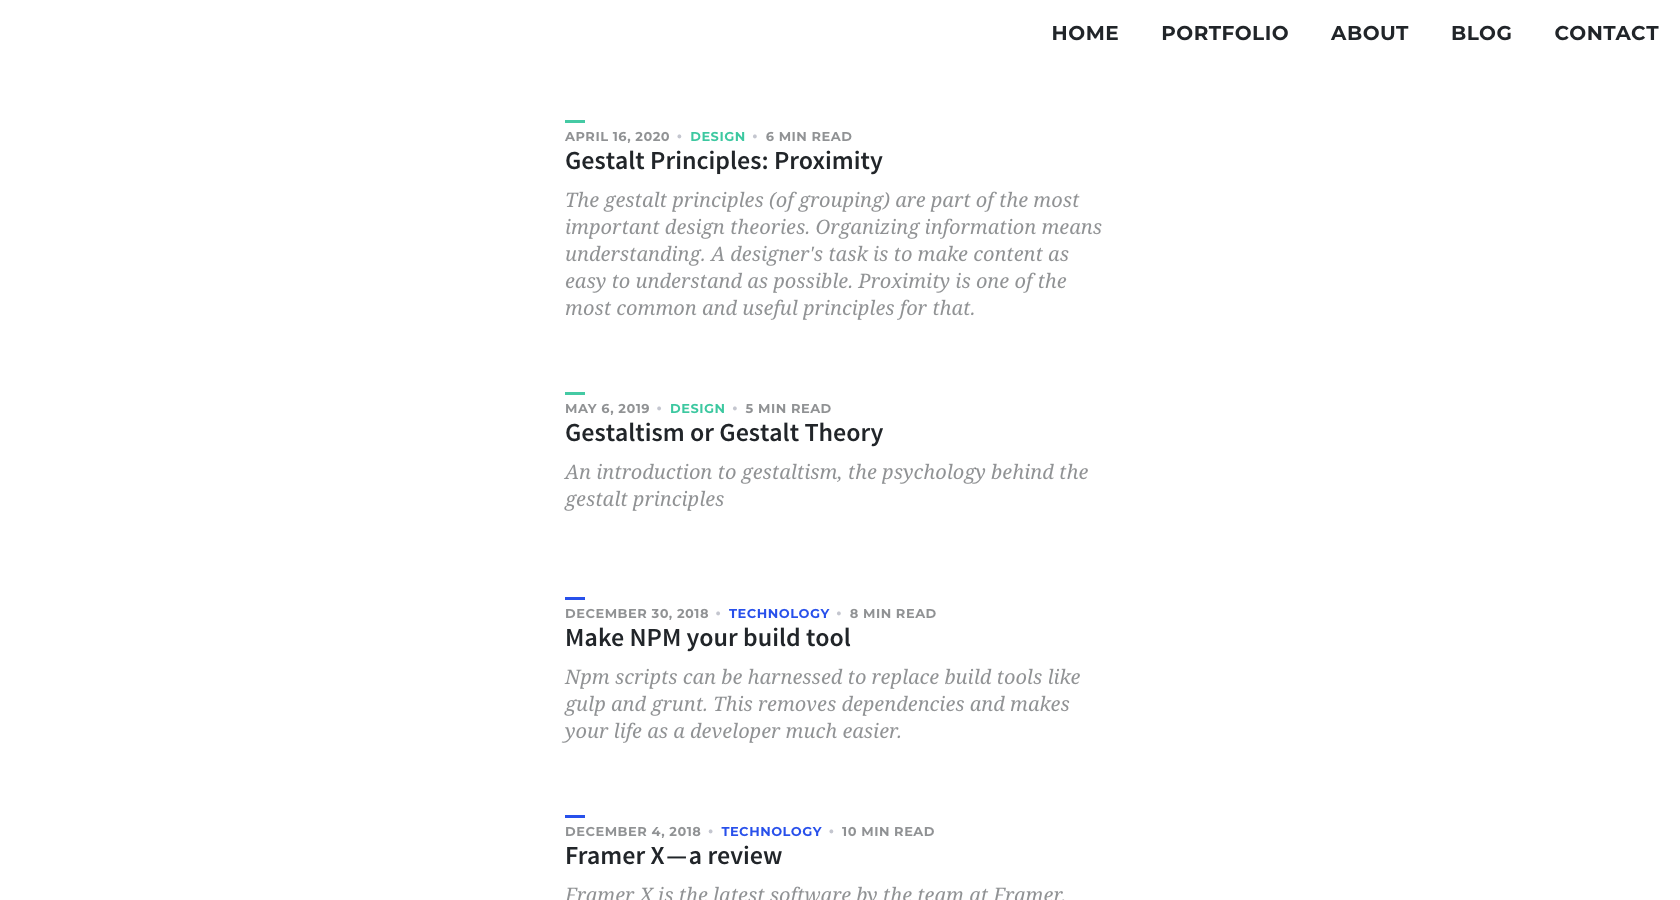 HOME PORTFOLIO ABOUT BLOG CONTACT
APRIL 16, 2020 • DESIGN • 6 MIN READ
Gestalt Principles: Proximity
The gestalt principles (of grouping) are part of the most
important design theories. Organizing information means
understanding. A designer's task is to make content as
easy to understand as possible. Proximity is one of the
most common and useful principles for that.
MAY 6, 2019 • DESIGN • 5 MIN READ
Gestaltism or Gestalt Theory
An introduction to gestaltism, the psychology behind the
gestalt principles
DECEMBER 30, 2018 • TECHNOLOGY • 8 MIN READ
Make NPM your build tool
Npm scripts can be harnessed to replace build tools like
gulp and grunt. This removes dependencies and makes
your life as a developer much easier.
DECEMBER 4, 2018 • TECHNOLOGY • 10 MIN READ
Framer X—a review
Framer X is the latest software by the team at Framer.